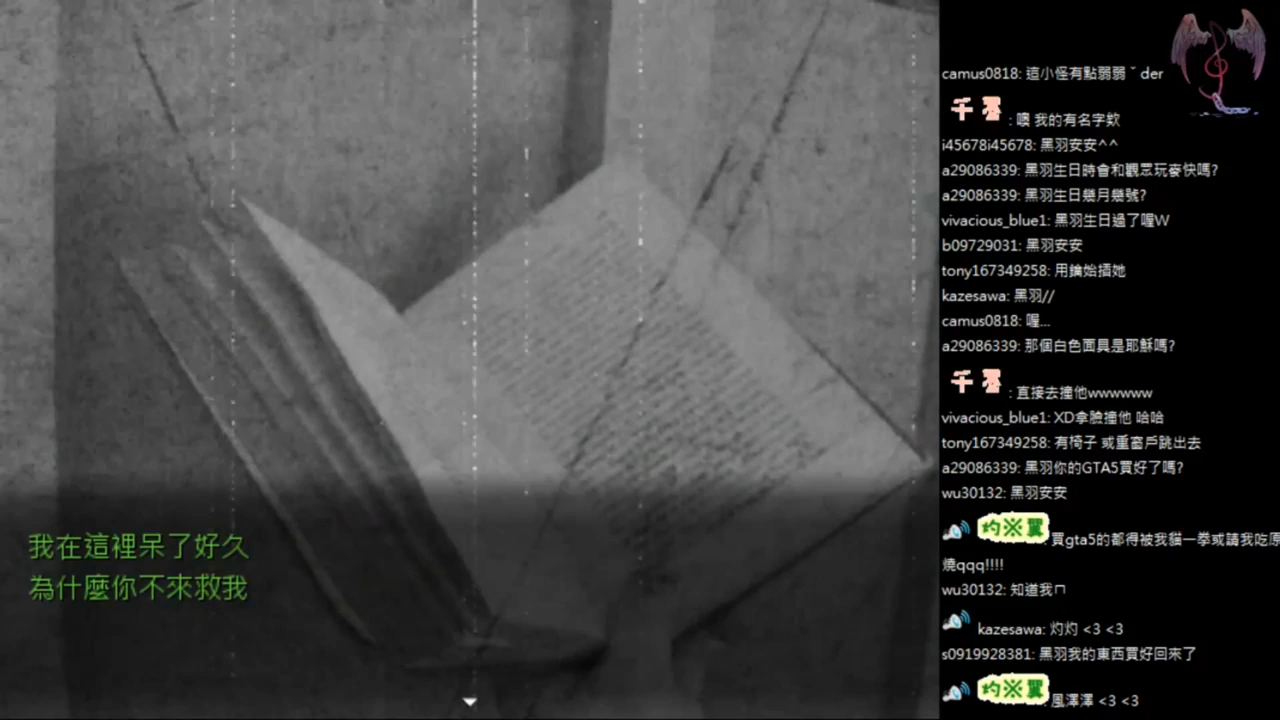 我在這裡呆了好久
為什麼你不來救我
camus0818: 這小怪有點弱弱ˇder
: 噢 我的有名字欸
i45678i45678: 黑羽安安^^
a29086339: 黑羽生日時會和觀眾玩麥快嗎?
a29086339: 黑羽生日幾月幾號?
vivacious_blue1: 黑羽生日過了喔W
b09729031: 黑羽安安
tony167349258: 用鑰始插她
kazesawa: 黑羽//
camus0818: 喔...
a29086339: 那個白色面具是耶穌嗎?
: 直接去撞他wwwwww
vivacious_blue1: XD拿臉撞他 哈哈
tony167349258: 有椅子 或重窗戶跳出去
a29086339: 黑羽你的GTA5買好了嗎?
wu30132: 黑羽安安
灼※翼: 買gta5的都得被我貓一拳或請我吃原
燒qqq!!!!
wu30132: 知道我ㄇ
kazesawa: 灼灼 <3 <3
s0919928381: 黑羽我的東西買好回來了
灼※翼: 風澤澤 <3 <3